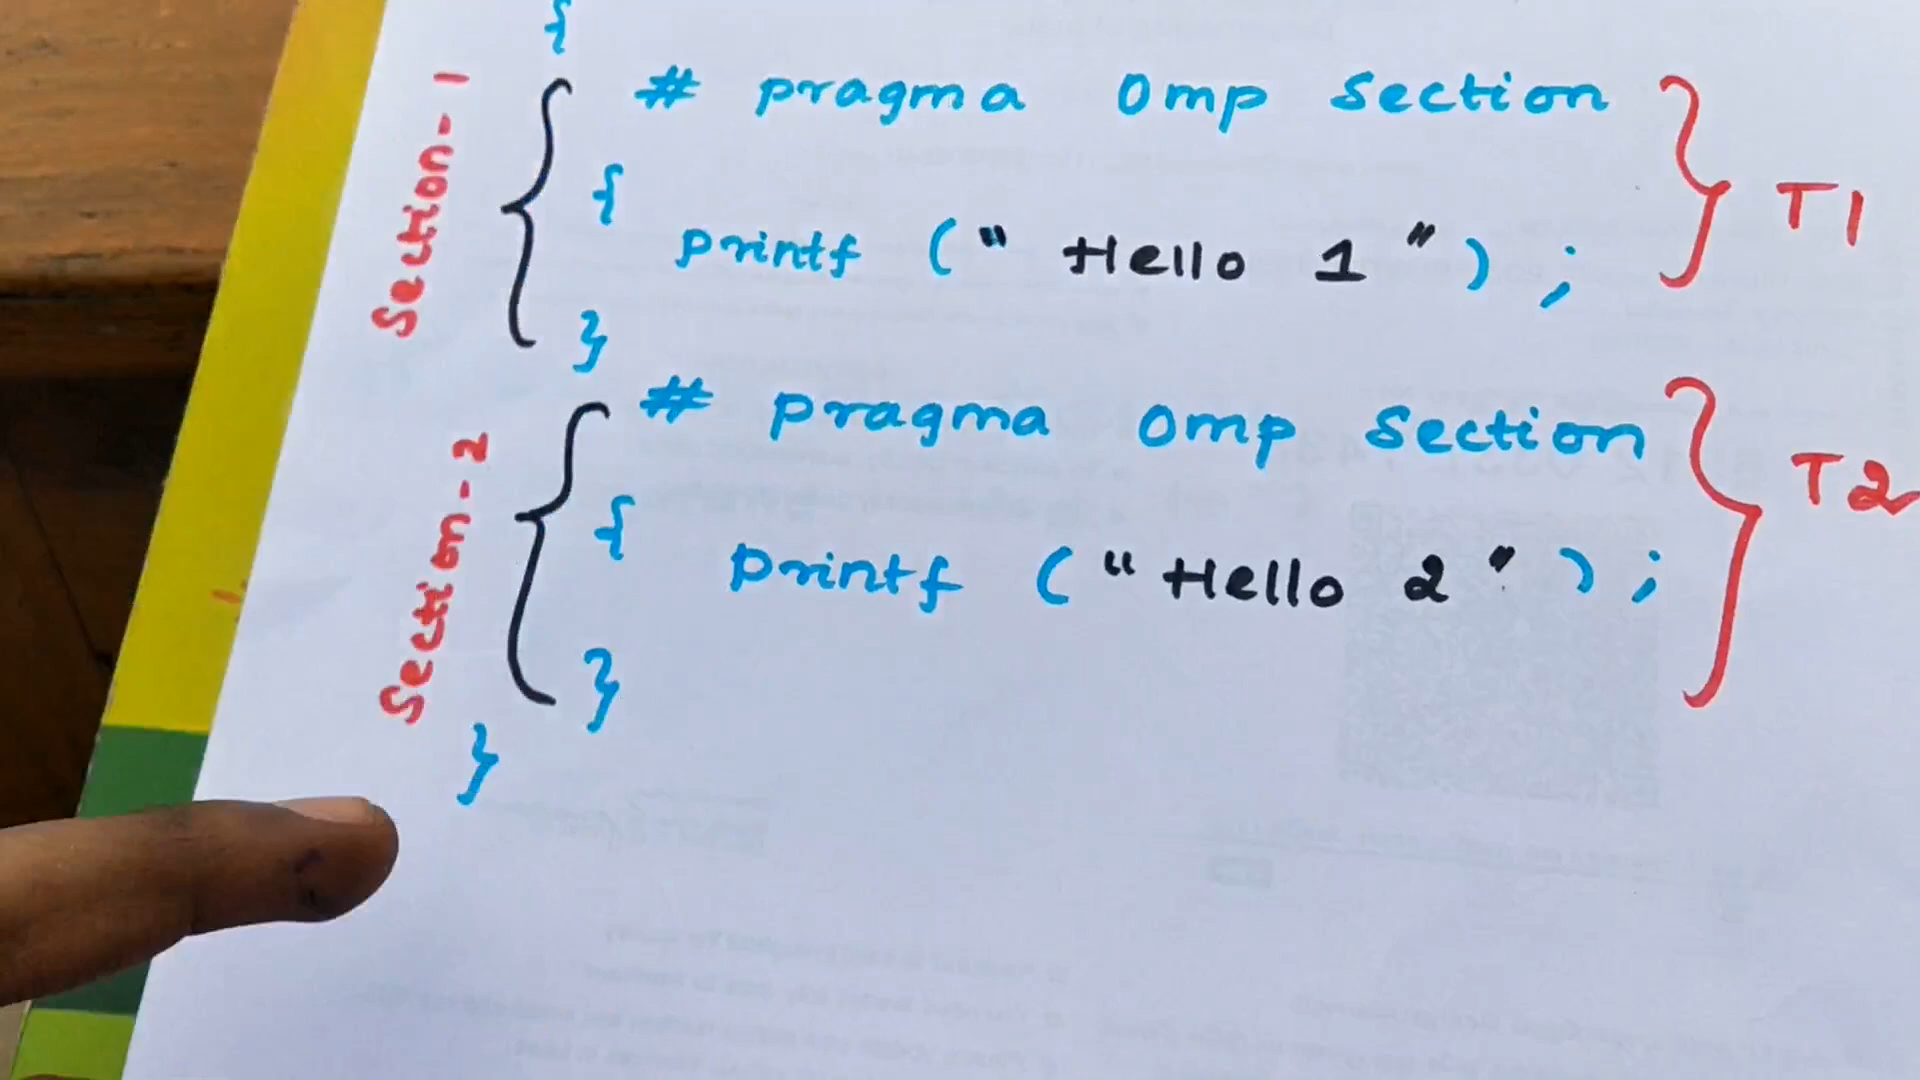 {
Section-1
# pragma omp section
{
printf (" Hello 1 ") ;
}
T1
Section-2
# pragma omp section
{
printf ("Hello 2") ;
}
T2
}